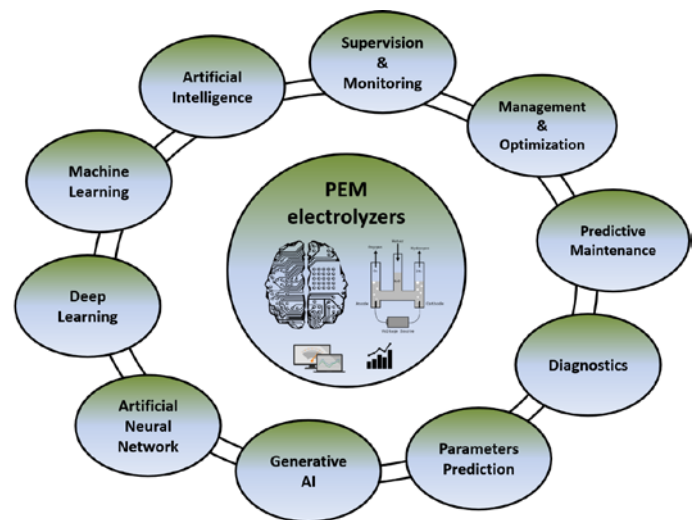 Supervision
&
Monitoring
Management
&
Optimization
Predictive
Maintenance
Diagnostics
Parameters
Prediction
Generative
AI
Artificial
Neural
Network
Deep
Learning
Machine
Learning
Artificial
Intelligence
PEM
electrolyzers